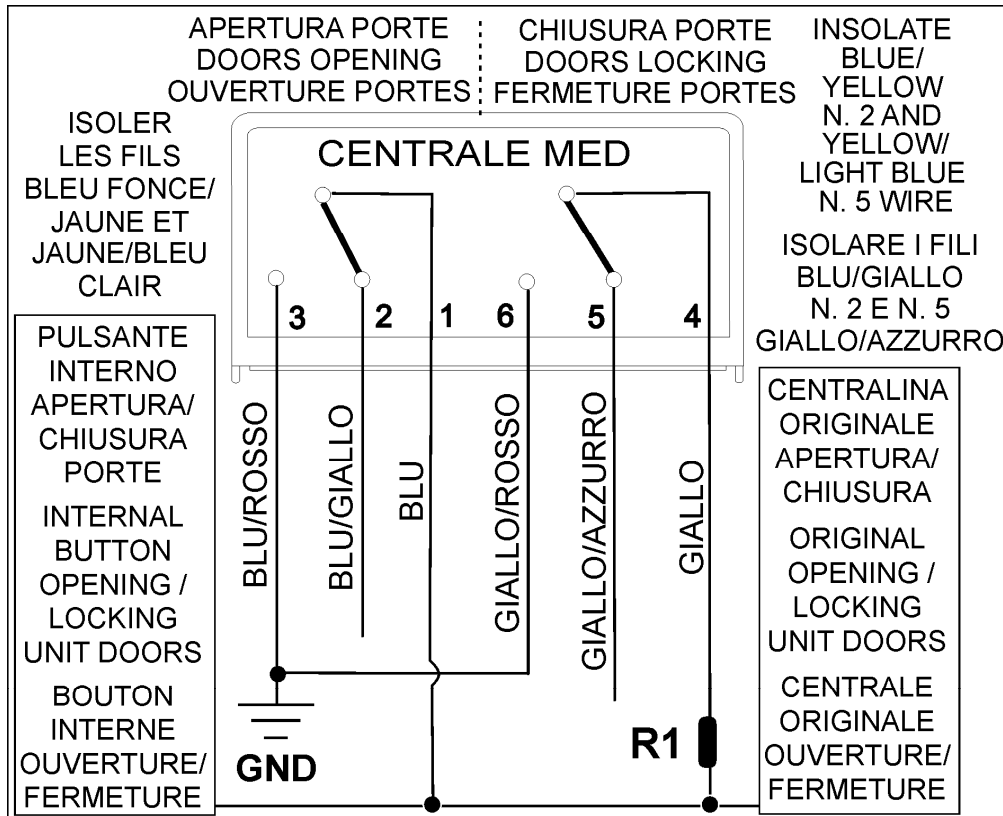 APERTURA PORTE
DOORS OPENING
OUVERTURE PORTES
CHIUSURA PORTE
DOORS LOCKING
FERMETURE PORTES
INSOLATE
BLUE/
YELLOW
N. 2 AND
YELLOW/
LIGHT BLUE
N. 5 WIRE
ISOLER
LES FILS
BLEU FONCE/
JAUNE ET
JAUNE/BLEU
CLAIR
CENTRALE MED
ISOLARE I FILI
BLU/GIALLO
N. 2 E N. 5
GIALLO/AZZURRO
3 2 1 6 5 4
PULSANTE
INTERNO
APERTURA/
CHIUSURA
PORTE
INTERNAL
BUTTON
OPENING /
LOCKING
UNIT DOORS
BOUTON
INTERNE
OUVERTURE/
FERMETURE
BLU/ROSSO
BLU/GIALLO
BLU
GIALLO/ROSSO
GIALLO/AZZURRO
GIALLO
GND
R1
CENTRALINA
ORIGINALE
APERTURA/
CHIUSURA
ORIGINAL
OPENING /
LOCKING
UNIT DOORS
CENTRALE
ORIGINALE
OUVERTURE/
FERMETURE